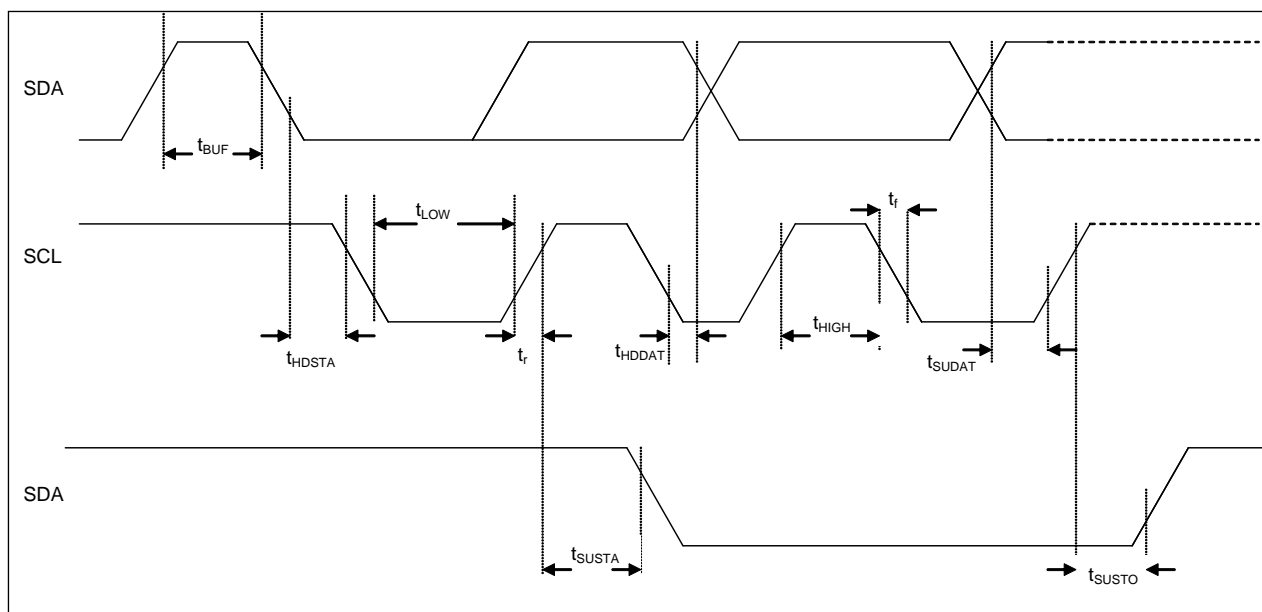 SDA
tBUF
tLOW
tf
SCL
tHDSTA
tr
tHDDAT
tHIGH
tSUDAT
SDA
tSUSTA
tSUSTO